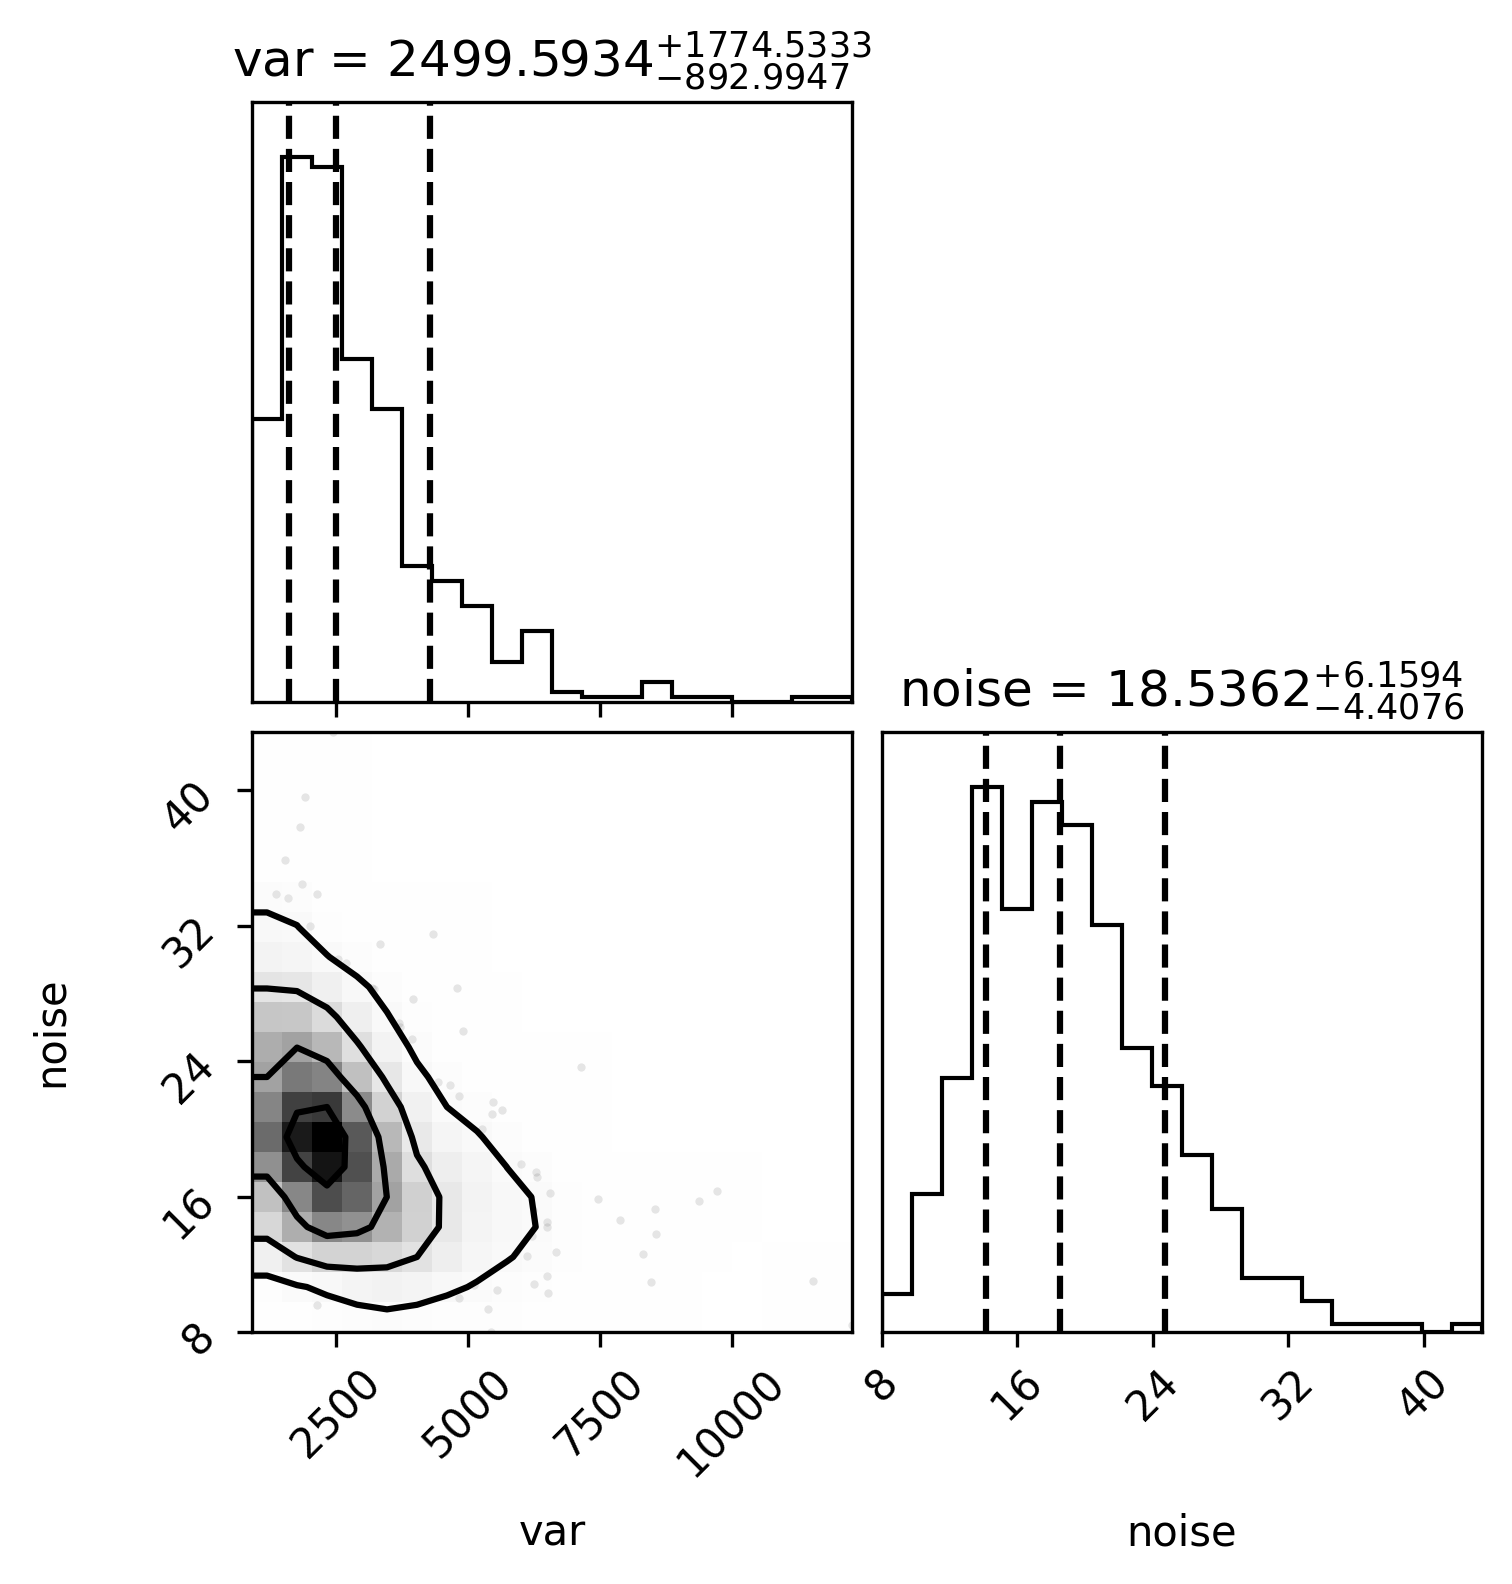 var = 2499.5934+1774.5333−892.9947
noise = 18.5362+6.1594−4.4076
noise
40
32
24
16
8
2500
5000
7500
10000
var
8
16
24
32
40
noise